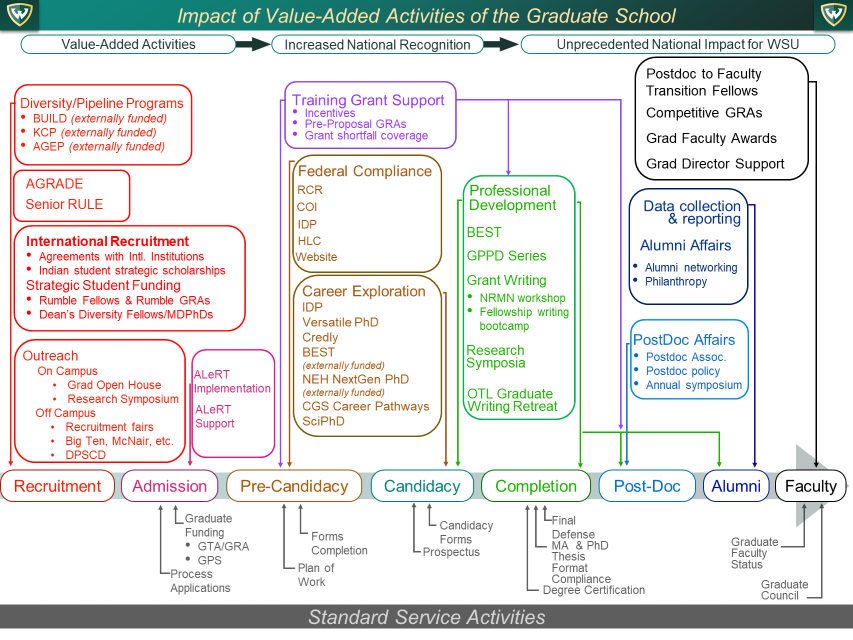 Impact of Value-Added Activities of the Graduate School
Value-Added Activities
Increased National Recognition
Unprecedented National Impact for WSU
Diversity/Pipeline Programs
• BUILD (externally funded)
• KCP (externally funded)
• AGEP (externally funded)
AGRADE
Senior RULE
International Recruitment
• Agreements with Intl. Institutions
• Indian student strategic scholarships
Strategic Student Funding
• Rumble Fellows & Rumble GRAs
• Dean's Diversity Fellows/MDPhDs
Outreach
On Campus
• Grad Open House
• Research Symposium
Off Campus
• Recruitment fairs
• Big Ten, McNair, etc.
• DPSCD
ALeRT
Implementation
ALeRT
Support
Training Grant Support
• Incentives
• Pre-Proposal GRAs
• Grant shortfall coverage
Federal Compliance
RCR
COI
IDP
HLC
Website
Career Exploration
IDP
Versatile PhD
Credly
BEST
(externally funded)
NEH NextGen PhD
(externally funded)
CGS Career Pathways
SciPhD
Professional
Development
BEST
GPPD Series
Grant Writing
• NRMN workshop
• Fellowship writing
bootcamp
Research
Symposia
OTL Graduate
Writing Retreat
Postdoc to Faculty
Transition Fellows
Competitive GRAs
Grad Faculty Awards
Grad Director Support
Data collection
& reporting
Alumni Affairs
• Alumni networking
• Philanthropy
PostDoc Affairs
• Postdoc Assoc.
• Postdoc policy
• Annual symposium
Recruitment
Admission
Pre-Candidacy
Candidacy
Completion
Post-Doc
Alumni
Faculty
Graduate
Funding
• GTA/GRA
• GPS
Process
Applications
Forms
Completion
Plan of
Work
Candidacy
Forms
Prospectus
Final
Defense
MA & PhD
Thesis
Format
Compliance
Degree Certification
Graduate
Faculty
Status
Graduate
Council
Standard Service Activities